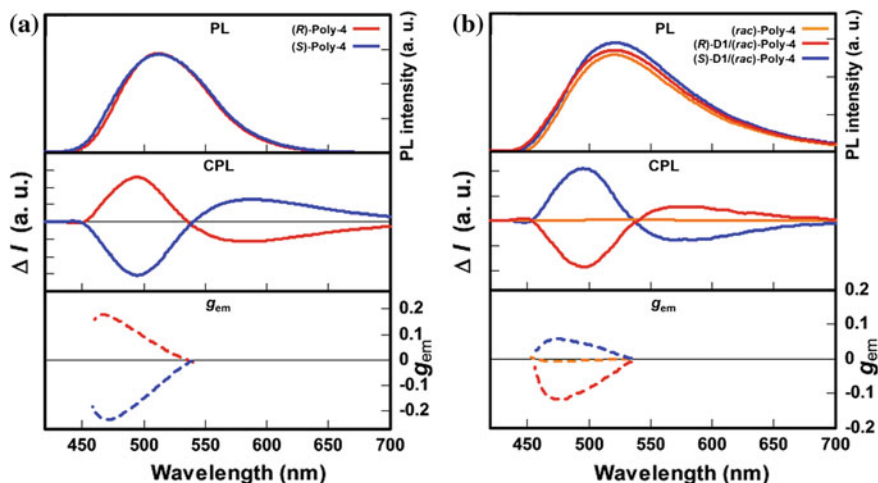 (a)
PL
(R)-Poly-4
(S)-Poly-4
PL intensity (a. u.)
CPL
Δ I (a. u.)
gem
0.2
0.1
0
-0.1
-0.2
gem
450 500 550 600 650 700
Wavelength (nm)
(b)
PL
(rac)-Poly-4
(R)-D1/(rac)-Poly-4
(S)-D1/(rac)-Poly-4
PL intensity (a. u.)
CPL
Δ I (a. u.)
gem
0.2
0.1
0
-0.1
-0.2
gem
450 500 550 600 650 700
Wavelength (nm)